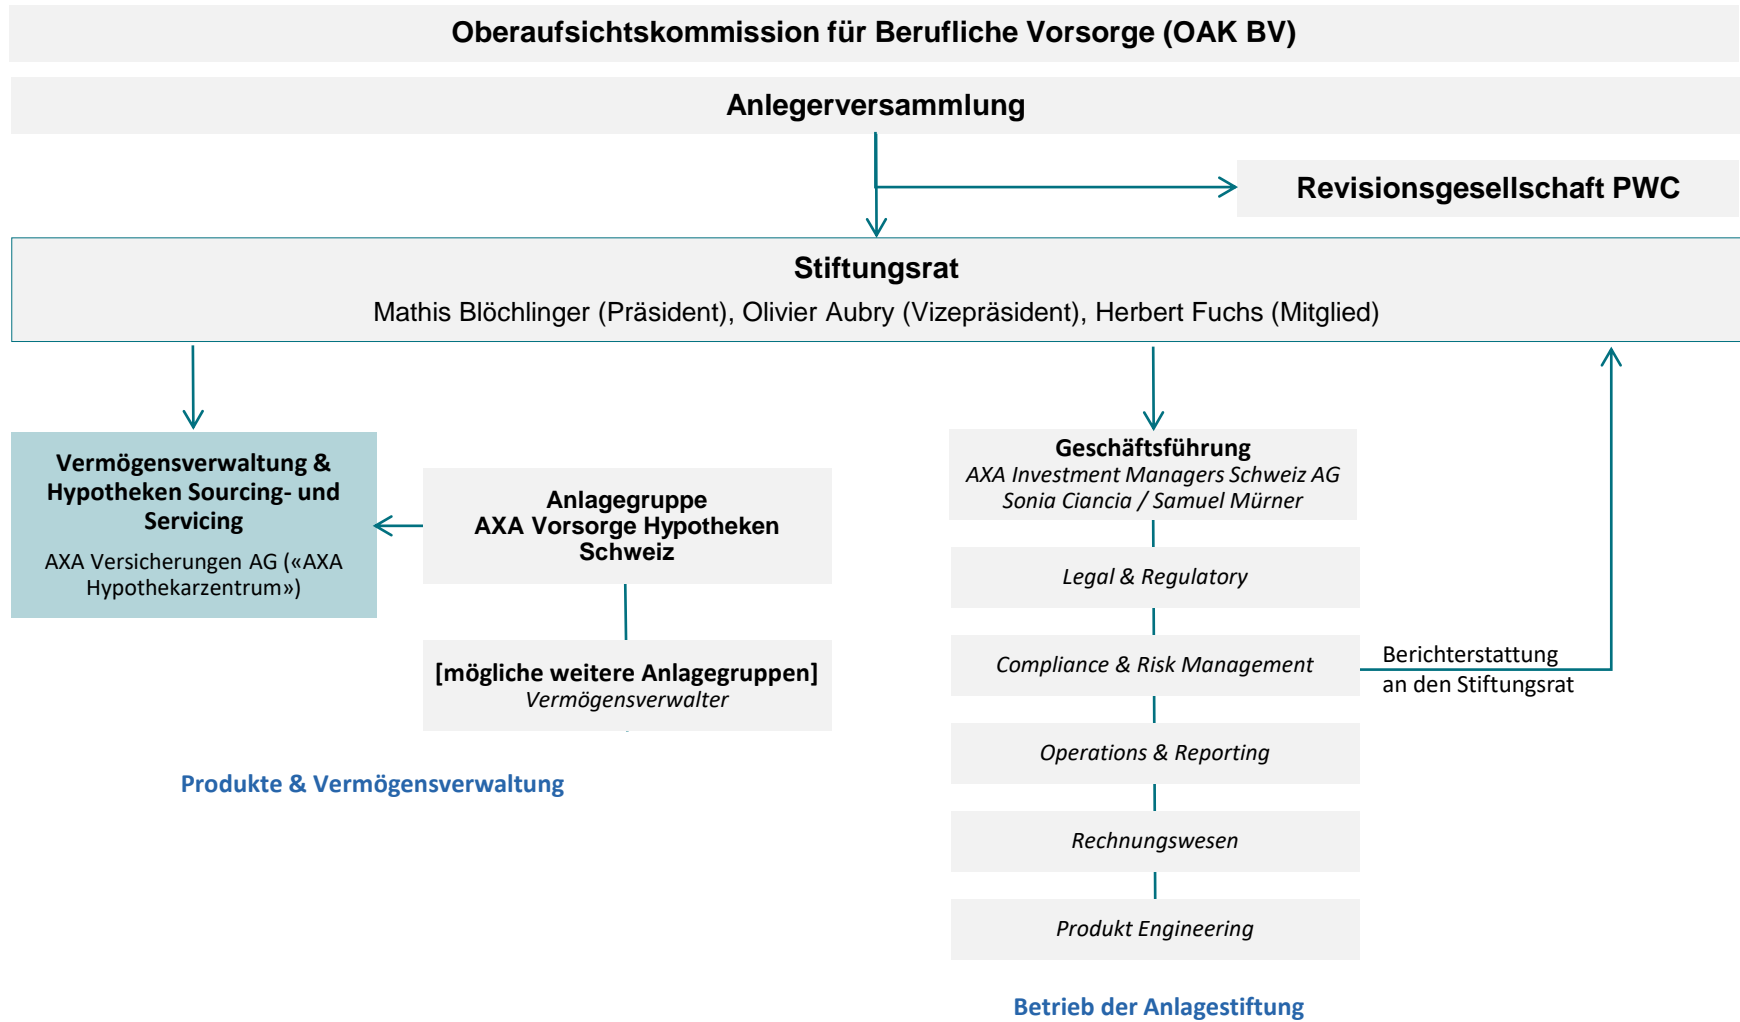 Oberaufsichtskommission für Berufliche Vorsorge (OAK BV)
Anlegerversammlung
Revisionsgesellschaft PWC
Stiftungsrat
Mathis Blöchlinger (Präsident), Olivier Aubry (Vizepräsident), Herbert Fuchs (Mitglied)
Vermögensverwaltung &
Hypotheken Sourcing- und
Servicing
AXA Versicherungen AG («AXA
Hypothekarzentrum»)
Anlagegruppe
AXA Vorsorge Hypotheken
Schweiz
[mögliche weitere Anlagegruppen]
Vermögensverwalter
Produkte & Vermögensverwaltung
Geschäftsführung
AXA Investment Managers Schweiz AG
Sonia Ciancia / Samuel Mürner
Legal & Regulatory
Compliance & Risk Management
Berichterstattung
an den Stiftungsrat
Operations & Reporting
Rechnungswesen
Produkt Engineering
Betrieb der Anlagestiftung